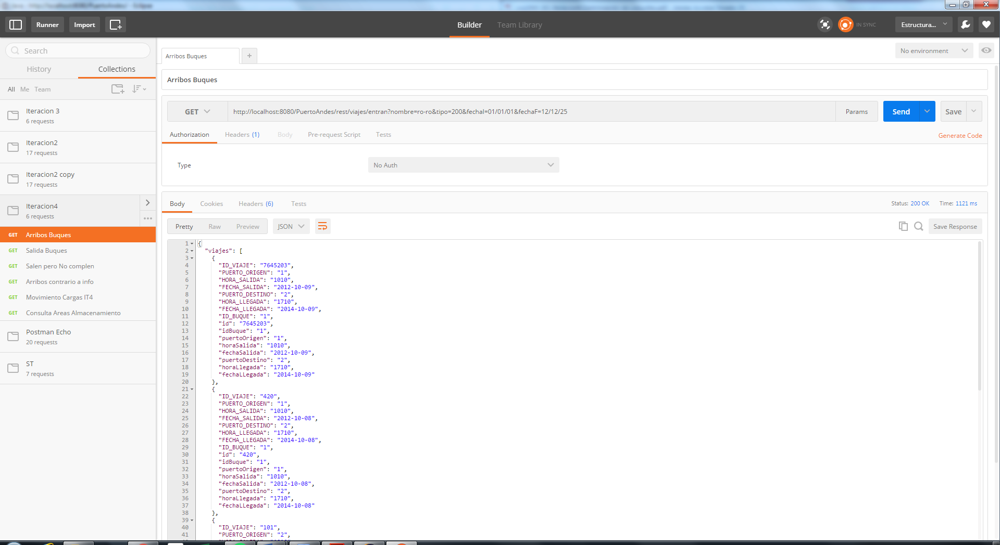 Runner
Import
Builder
Team Library
IN SYNC
Estructura...
Search
History
Collections
All
Me
Team
Iteracion 3
6 requests
Iteracion2
17 requests
Iteracion2 copy
17 requests
Iteracion4
6 requests
GET Arribos Buques
GET Salida Buques
GET Salen pero No complen
GET Arribos contrario a info
GET Movimiento Cargas IT4
GET Consulta Areas Almacenamiento
Postman Echo
20 requests
ST
7 requests
Arribos Buques
+
No environment
Arribos Buques
GET
http://localhost:8080/PuertoAndes/rest/viajes/entran?nombre=ro-ro&tipo=200&fechaI=01/01/01&fechaF=12/12/25
Params
Send
Save
Authorization
Headers (1)
Body
Pre-request Script
Tests
Generate Code
Type
No Auth
Body
Cookies
Headers (6)
Tests
Status: 200 OK
Time: 1121 ms
Pretty
Raw
Preview
JSON
Save Response
1 {
2 "viajes": [
3 {
4 "ID_VIAJE": "7645203",
5 "PUERTO_ORIGEN": "1",
6 "HORA_SALIDA": "1010",
7 "FECHA_SALIDA": "2012-10-09",
8 "PUERTO_DESTINO": "2",
9 "HORA_LLEGADA": "1710",
10 "FECHA_LLEGADA": "2014-10-09",
11 "ID_BUQUE": "1",
12 "id": "7645203",
13 "idBuque": "1",
14 "puertoOrigen": "1",
15 "horaSalida": "1010",
16 "fechaSalida": "2012-10-09",
17 "puertoDestino": "2",
18 "horaLlegada": "1710",
19 "fechaLLegada": "2014-10-09"
20 },
21 {
22 "ID_VIAJE": "420",
23 "PUERTO_ORIGEN": "1",
24 "HORA_SALIDA": "1010",
25 "FECHA_SALIDA": "2012-10-08",
26 "PUERTO_DESTINO": "2",
27 "HORA_LLEGADA": "1710",
28 "FECHA_LLEGADA": "2014-10-08",
29 "ID_BUQUE": "1",
30 "id": "420",
31 "idBuque": "1",
32 "puertoOrigen": "1",
33 "horaSalida": "1010",
34 "fechaSalida": "2012-10-08",
35 "puertoDestino": "2",
36 "horaLlegada": "1710",
37 "fechaLLegada": "2014-10-08"
38 },
39 {
40 "ID_VIAJE": "101",
41 "PUERTO_ORIGEN": "2",